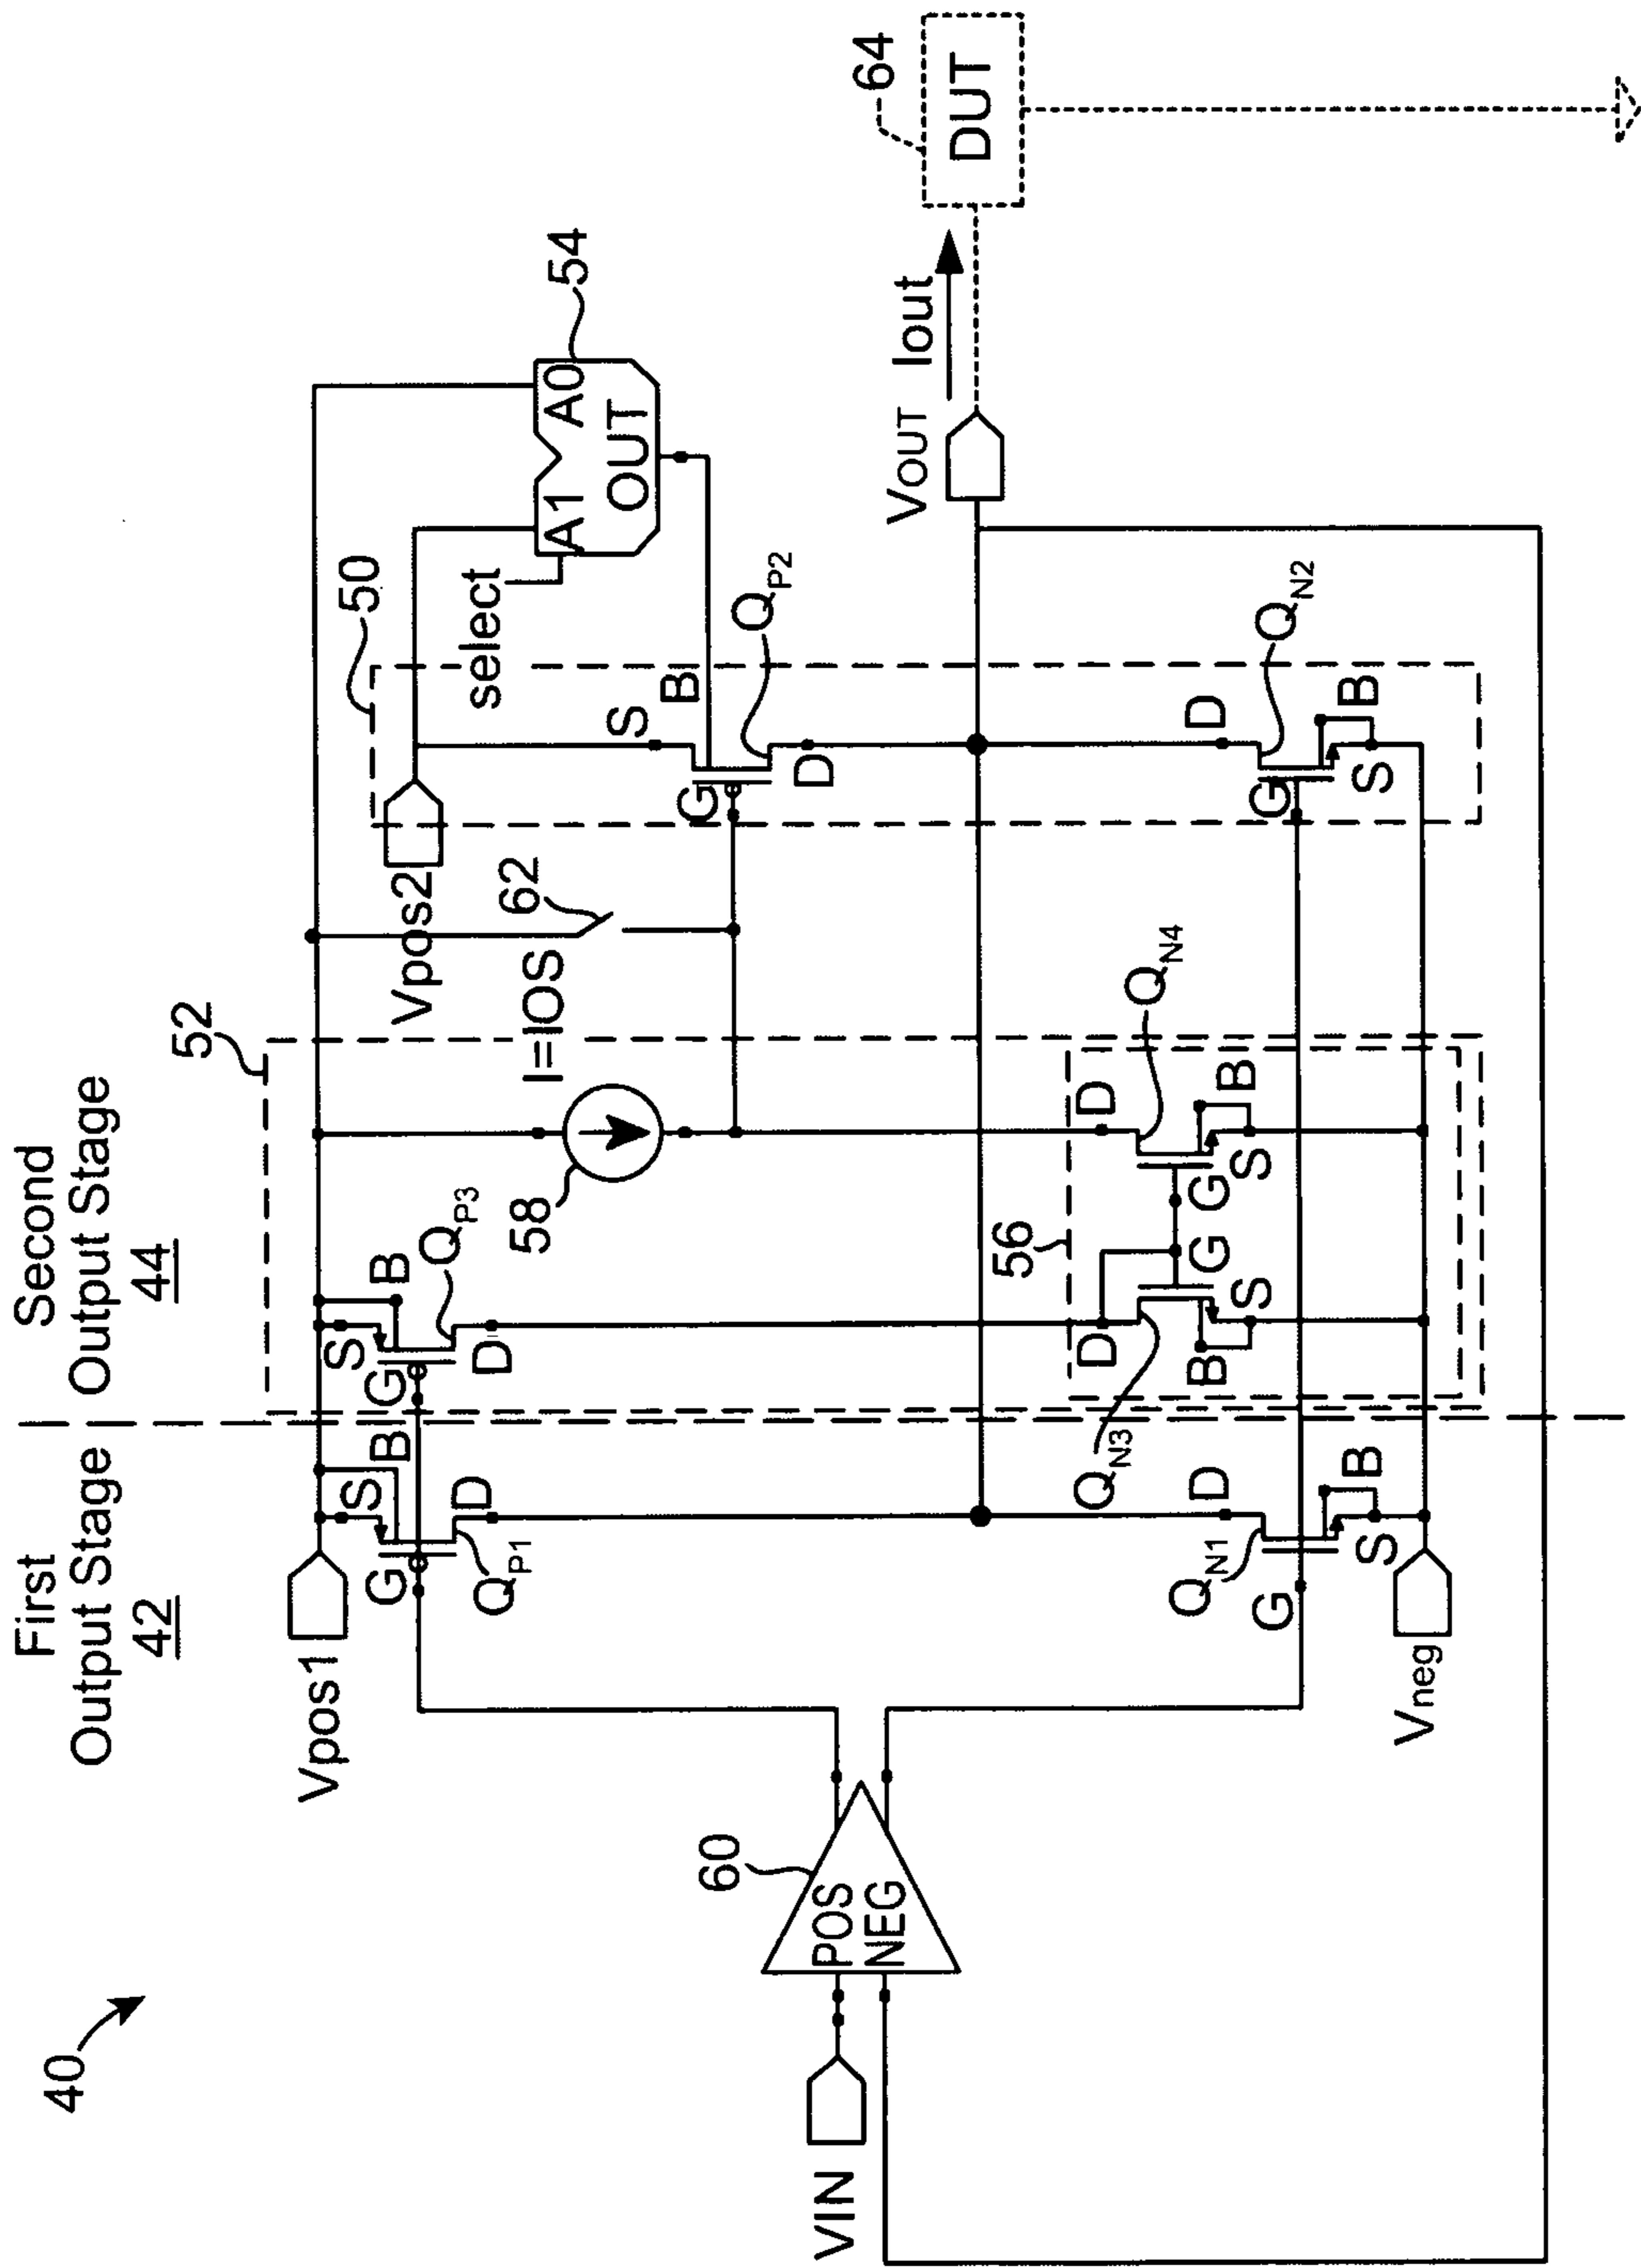 40
First
Output Stage
42
Second
Output Stage
44
Vpos1
S
B
G
D
QP1
52
S
B
G
D
QP3
I=IOS
58
62
Vpos2
50
select
A1
A0
OUT
54
S
B
G
D
QP2
VIN
60
POS
NEG
VOUT
Iout
64
DUT
QN1
D
G
B
S
QN3
D
G
B
S
56
QN4
D
G
B
S
QN2
D
G
B
S
Vneg